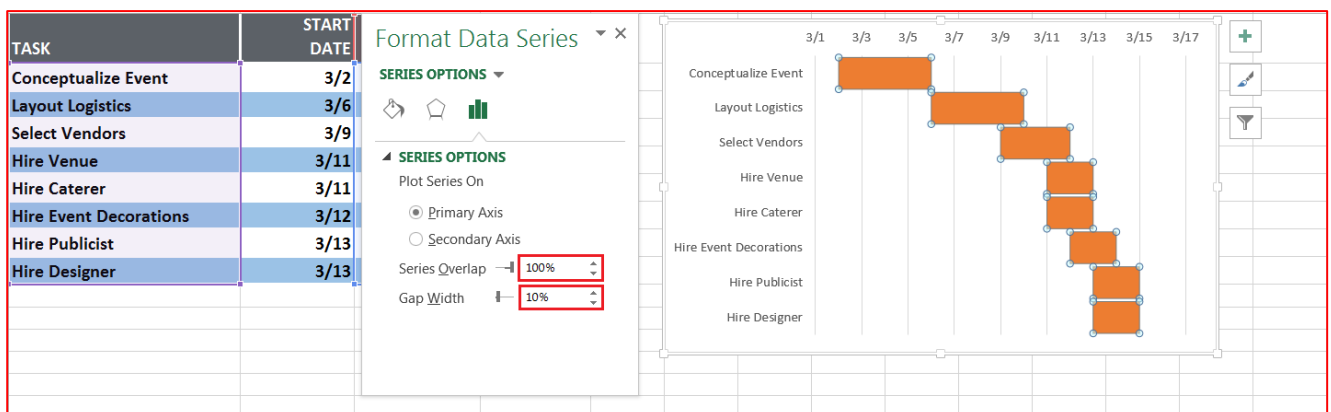 TASK
START
DATE
Conceptualize Event 3/2
Layout Logistics 3/6
Select Vendors 3/9
Hire Venue 3/11
Hire Caterer 3/11
Hire Event Decorations 3/12
Hire Publicist 3/13
Hire Designer 3/13
Format Data Series
SERIES OPTIONS
SERIES OPTIONS
Plot Series On
Primary Axis
Secondary Axis
Series Overlap 100%
Gap Width 10%
3/1 3/3 3/5 3/7 3/9 3/11 3/13 3/15 3/17
Conceptualize Event
Layout Logistics
Select Vendors
Hire Venue
Hire Caterer
Hire Event Decorations
Hire Publicist
Hire Designer